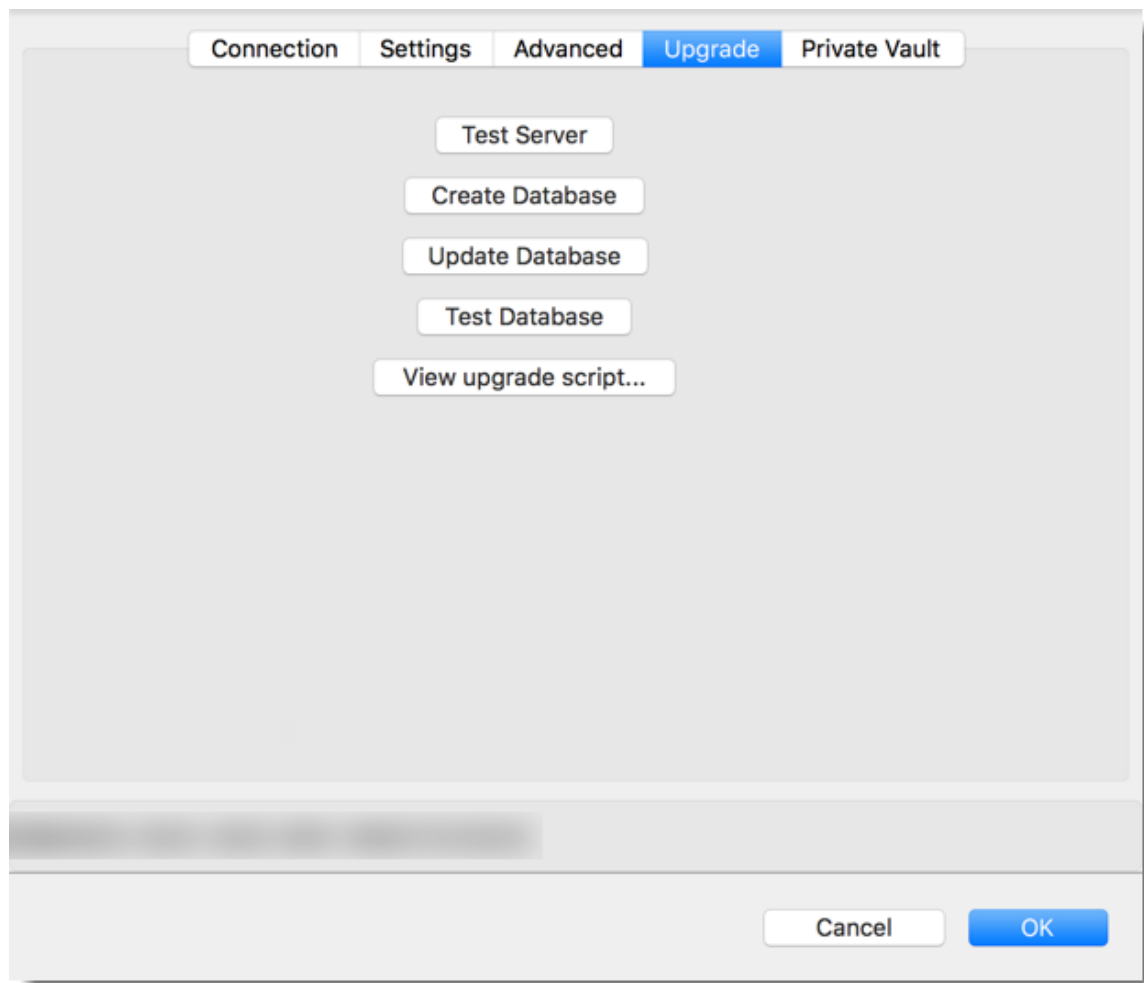 Connection Settings Advanced Upgrade Private Vault
Test Server
Create Database
Update Database
Test Database
View upgrade script...
Cancel OK